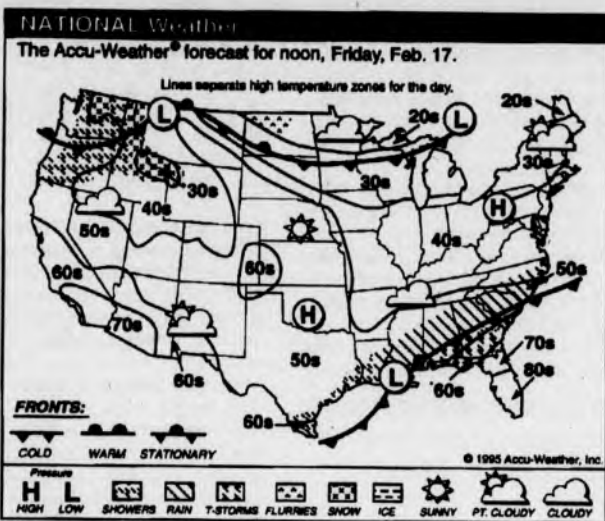 NATIONAL Weather
The Accu-Weather® forecast for noon, Friday, Feb. 17.
Lines separate high temperature zones for the day.
L
20s
L
20s
30s
30s
30s
40s
H
50s
40s
60s
60s
50s
H
70s
50s
70s
60s
L
60s
80s
60s
FRONTS:
COLD WARM STATIONARY
© 1995 Accu-Weather, Inc.
Pressure
H L
HIGH LOW SHOWERS RAIN T-STORMS FLURRIES SNOW ICE SUNNY PT. CLOUDY CLOUDY